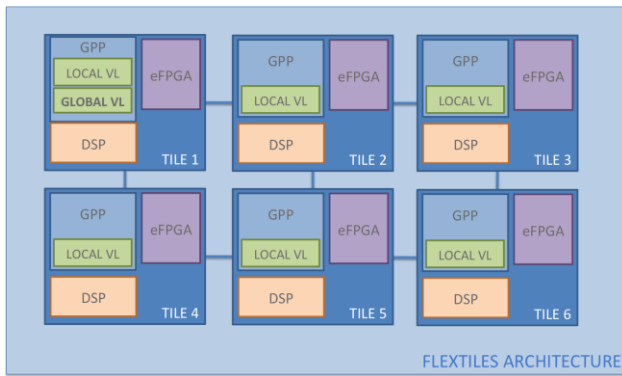 GPP
LOCAL VL
GLOBAL VL
eFPGA
DSP
TILE 1
GPP
LOCAL VL
eFPGA
DSP
TILE 2
GPP
LOCAL VL
eFPGA
DSP
TILE 3
GPP
LOCAL VL
eFPGA
DSP
TILE 4
GPP
LOCAL VL
eFPGA
DSP
TILE 5
GPP
LOCAL VL
eFPGA
DSP
TILE 6
FLEXTILES ARCHITECTURE